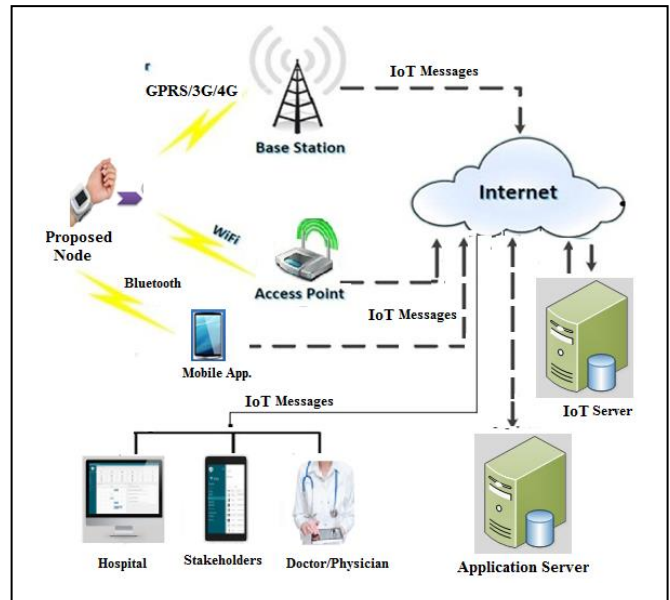 IoT Messages
GPRS/3G/4G
Base Station
Internet
Proposed
Node
WiFi
Bluetooth
Access Point
IoT Messages
Mobile App.
IoT Messages
IoT Server
Hospital
Stakeholders
Doctor/Physician
Application Server